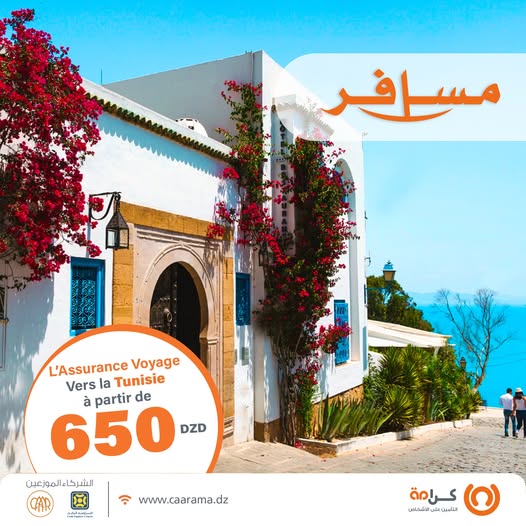 مسافر
L'Assurance Voyage
Vers la Tunisie
à partir de
650 DZD
الشركاء الموزعين
CAAR
www.caarama.dz
كرامة
التأمين على الأشخاص